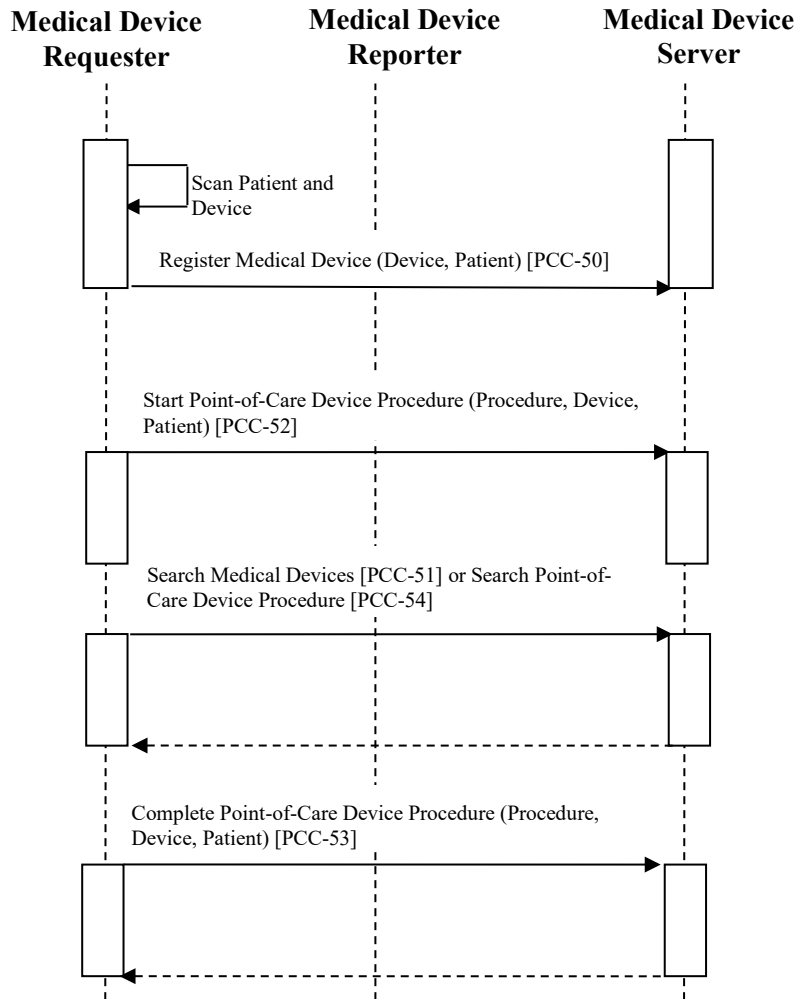 Medical Device
Requester
Medical Device
Reporter
Medical Device
Server
Scan Patient and
Device
Register Medical Device (Device, Patient) [PCC-50]
Start Point-of-Care Device Procedure (Procedure, Device,
Patient) [PCC-52]
Search Medical Devices [PCC-51] or Search Point-of-
Care Device Procedure [PCC-54]
Complete Point-of-Care Device Procedure (Procedure,
Device, Patient) [PCC-53]